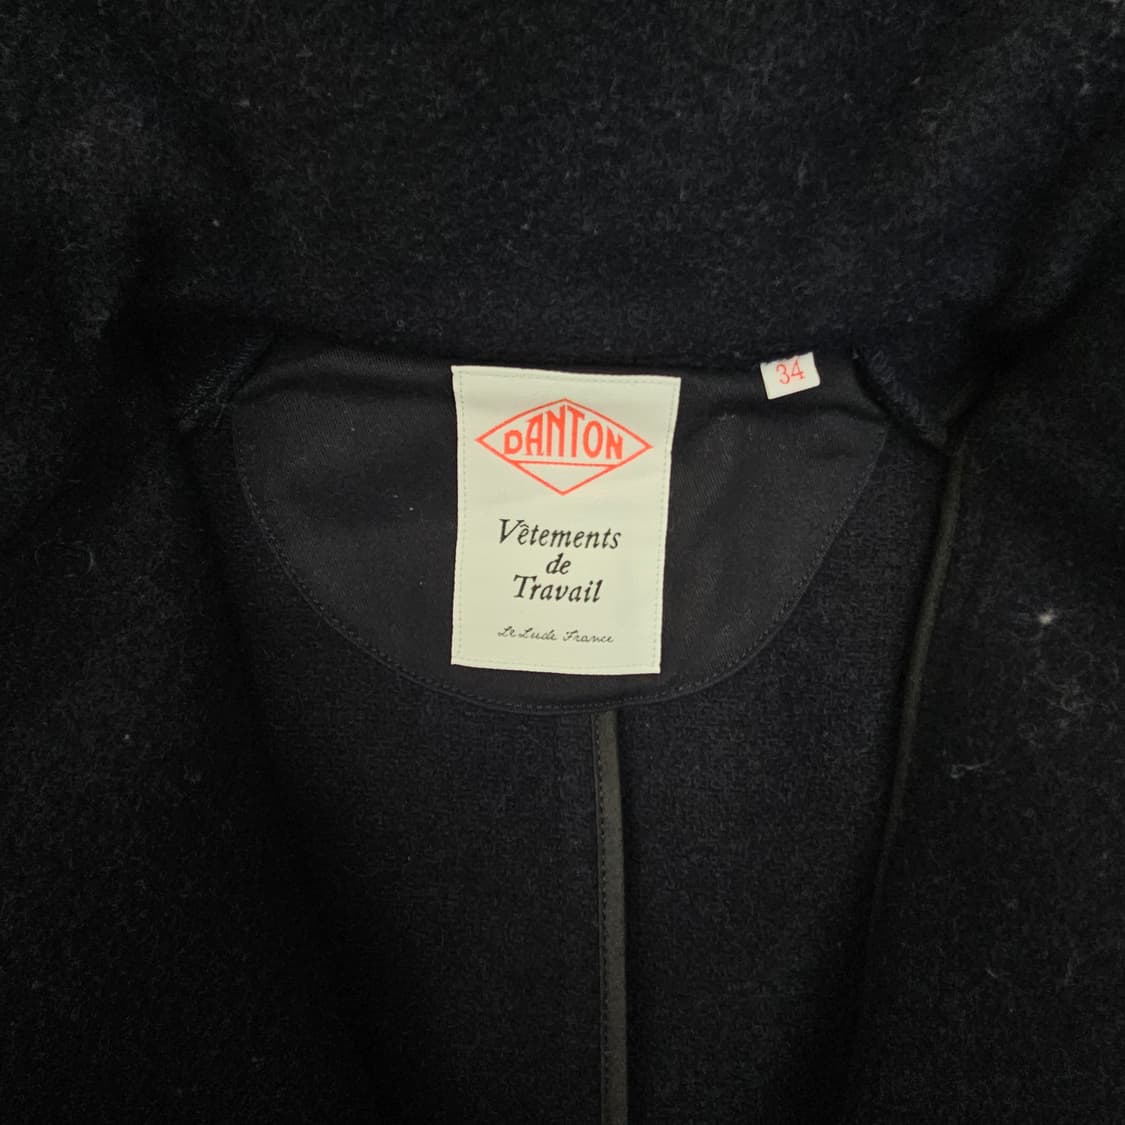 34
DANTON
Vêtements
de
Travail
Le Lude France